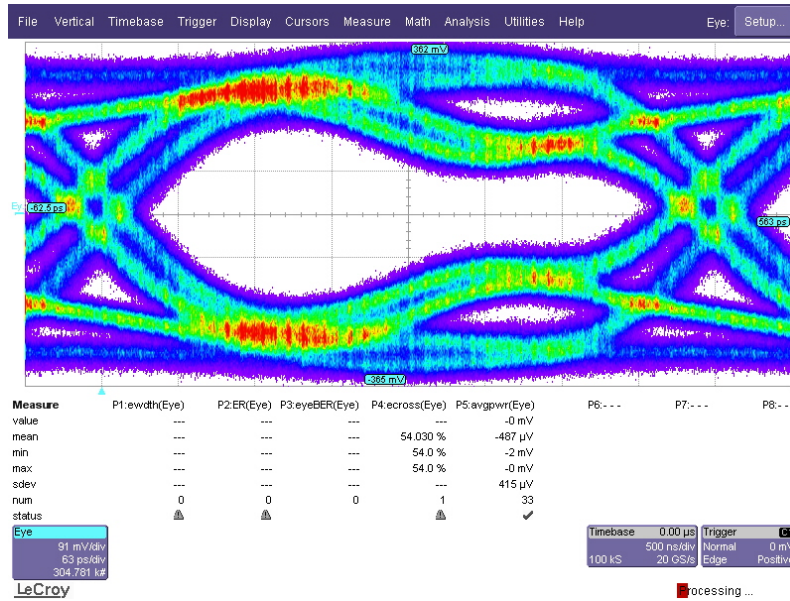 File Vertical Timebase Trigger Display Cursors Measure Math Analysis Utilities Help Eye: Setup...
362 mV
-62.5 ps
563 ps
-365 mV
Measure P1:ewdth(Eye) P2:ER(Eye) P3:eyeBER(Eye) P4:ecross(Eye) P5:avgpwr(Eye) P6:- - - P7:- - - P8:- - -
value --- --- --- --- -0 mV
mean --- --- --- 54.030 % -487 µV
min --- --- --- 54.0 % -2 mV
max --- --- --- 54.0 % -0 mV
sdev --- --- --- --- 415 µV
num 0 0 0 1 33
status
Eye Timebase 0.00 µs Trigger
91 mV/div 500 ns/div Normal 0 mV
63 ps/div 100 kS 20 GS/s Edge Positive
304.781 k#
LeCroy Processing ...